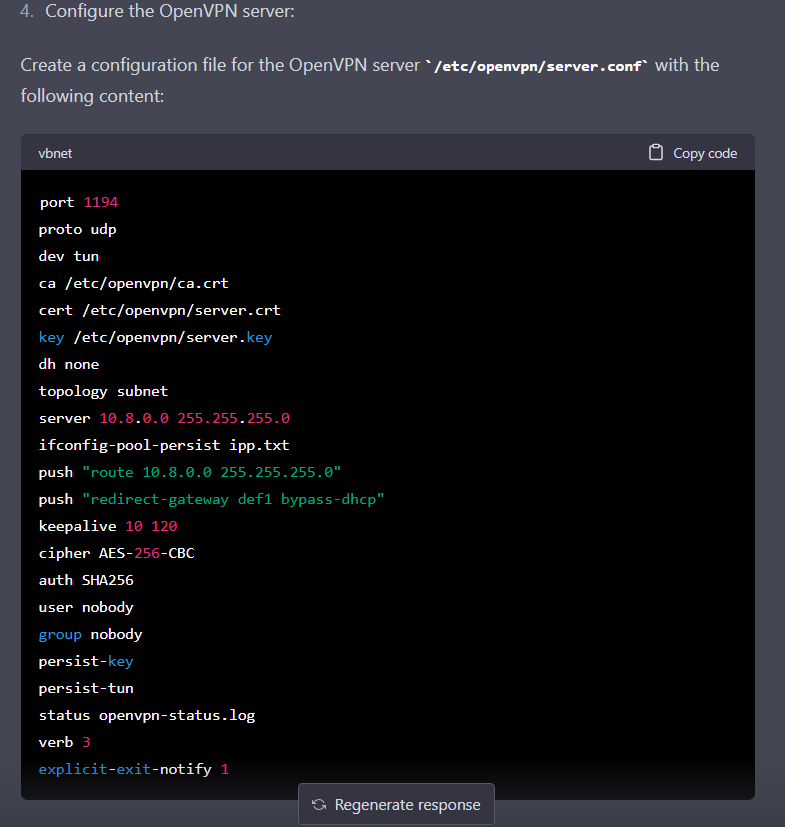 4. Configure the OpenVPN server:
Create a configuration file for the OpenVPN server `/etc/openvpn/server.conf` with the
following content:
vbnet
Copy code
port 1194
proto udp
dev tun
ca /etc/openvpn/ca.crt
cert /etc/openvpn/server.crt
key /etc/openvpn/server.key
dh none
topology subnet
server 10.8.0.0 255.255.255.0
ifconfig-pool-persist ipp.txt
push "route 10.8.0.0 255.255.255.0"
push "redirect-gateway def1 bypass-dhcp"
keepalive 10 120
cipher AES-256-CBC
auth SHA256
user nobody
group nobody
persist-key
persist-tun
status openvpn-status.log
verb 3
explicit-exit-notify 1
Regenerate response